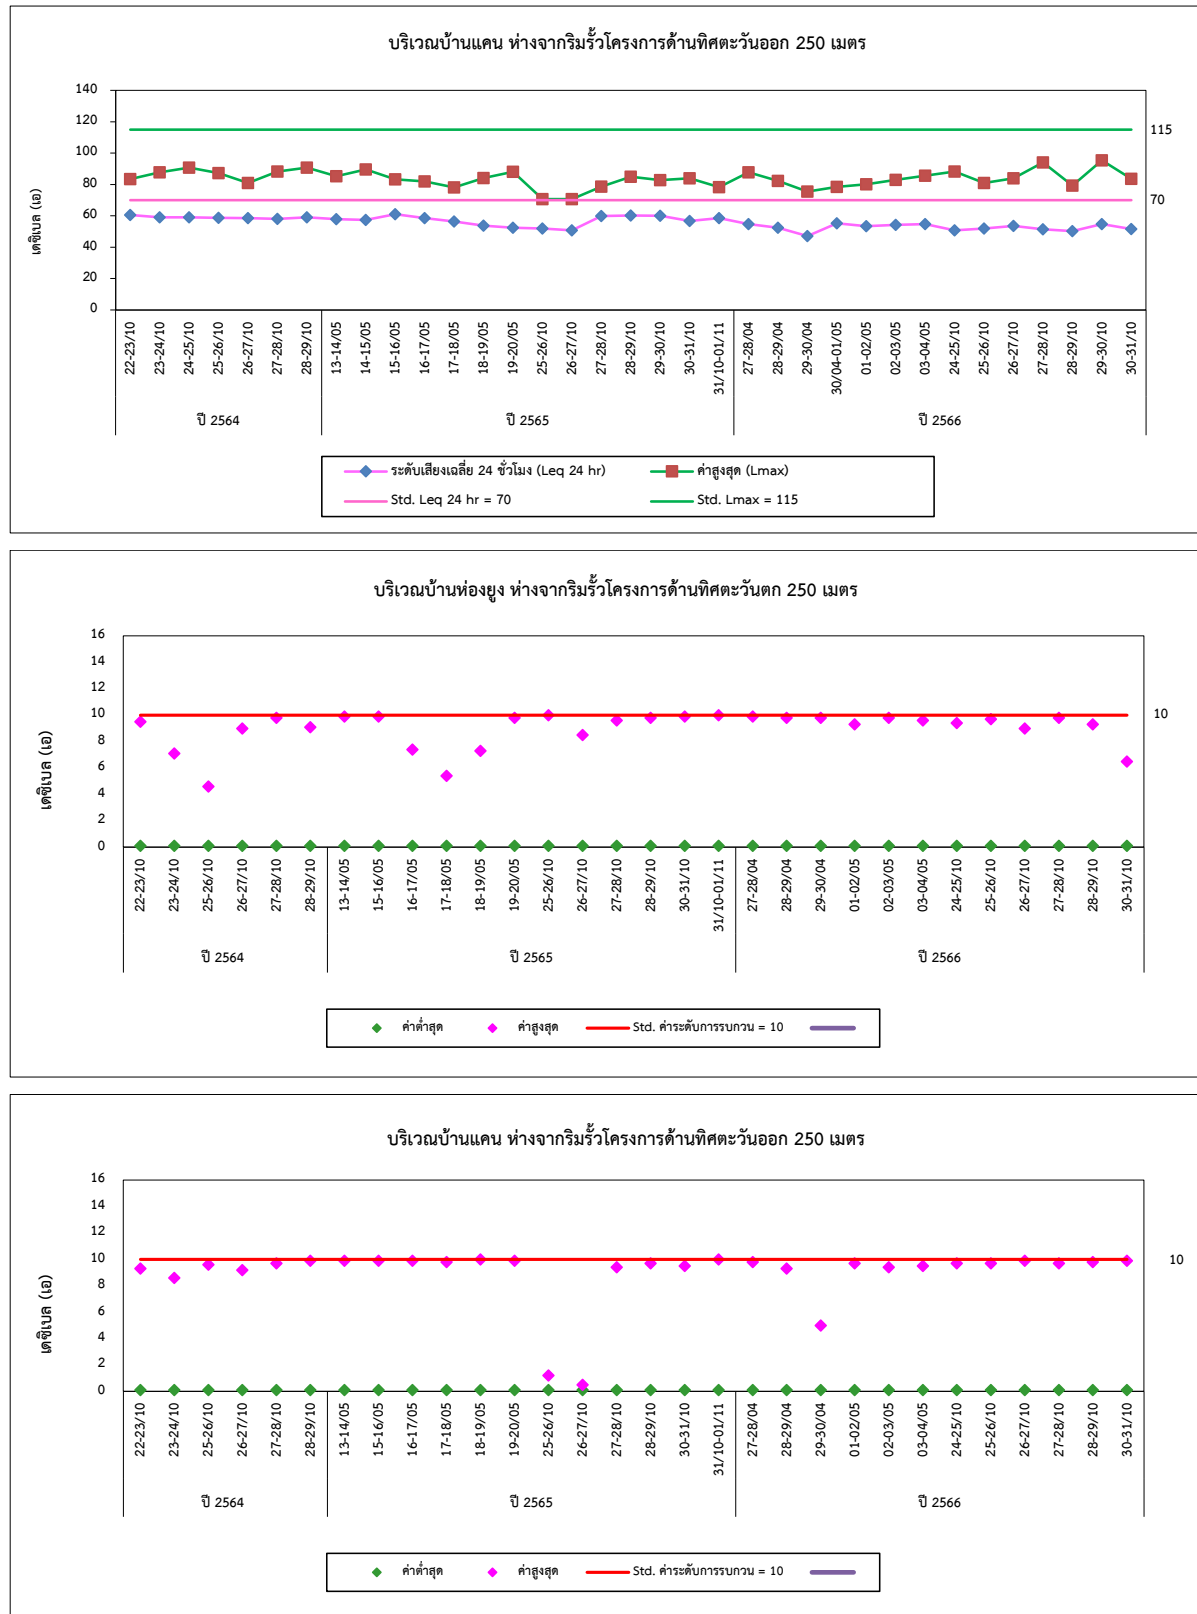 บริเวณบ้านแคน ห่างจากริมรั้วโครงการด้านทิศตะวันออก 250 เมตร
140
120
100
80
60
40
20
0
เดซิเบล (เอ)
115
70
22-23/10 23-24/10 24-25/10 25-26/10 26-27/10 27-28/10 28-29/10 13-14/05 14-15/05 15-16/05 16-17/05 17-18/05 18-19/05 19-20/05 25-26/10 26-27/10 27-28/10 28-29/10 29-30/10 30-31/10 31/10-01/11 27-28/04 28-29/04 29-30/04 30/04-01/05 01-02/05 02-03/05 03-04/05 24-25/10 25-26/10 26-27/10 27-28/10 28-29/10 29-30/10 30-31/10
ปี 2564 ปี 2565 ปี 2566
ระดับเสียงเฉลี่ย 24 ชั่วโมง (Leq 24 hr) ค่าสูงสุด (Lmax)
Std. Leq 24 hr = 70 Std. Lmax = 115
บริเวณบ้านห่องยูง ห่างจากริมรั้วโครงการด้านทิศตะวันตก 250 เมตร
16
14
12
10
8
6
4
2
0
เดซิเบล (เอ)
10
22-23/10 23-24/10 25-26/10 26-27/10 27-28/10 28-29/10 13-14/05 15-16/05 16-17/05 17-18/05 18-19/05 19-20/05 25-26/10 26-27/10 27-28/10 28-29/10 30-31/10 31/10-01/11 27-28/04 28-29/04 29-30/04 01-02/05 02-03/05 03-04/05 24-25/10 25-26/10 26-27/10 27-28/10 28-29/10 30-31/10
ปี 2564 ปี 2565 ปี 2566
ค่าต่ำสุด ค่าสูงสุด Std. ค่าระดับการรบกวน = 10
บริเวณบ้านแคน ห่างจากริมรั้วโครงการด้านทิศตะวันออก 250 เมตร
16
14
12
10
8
6
4
2
0
เดซิเบล (เอ)
10
22-23/10 23-24/10 25-26/10 26-27/10 27-28/10 28-29/10 13-14/05 15-16/05 16-17/05 17-18/05 18-19/05 19-20/05 25-26/10 26-27/10 27-28/10 28-29/10 30-31/10 31/10-01/11 27-28/04 28-29/04 29-30/04 01-02/05 02-03/05 03-04/05 24-25/10 25-26/10 26-27/10 27-28/10 28-29/10 30-31/10
ปี 2564 ปี 2565 ปี 2566
ค่าต่ำสุด ค่าสูงสุด Std. ค่าระดับการรบกวน = 10